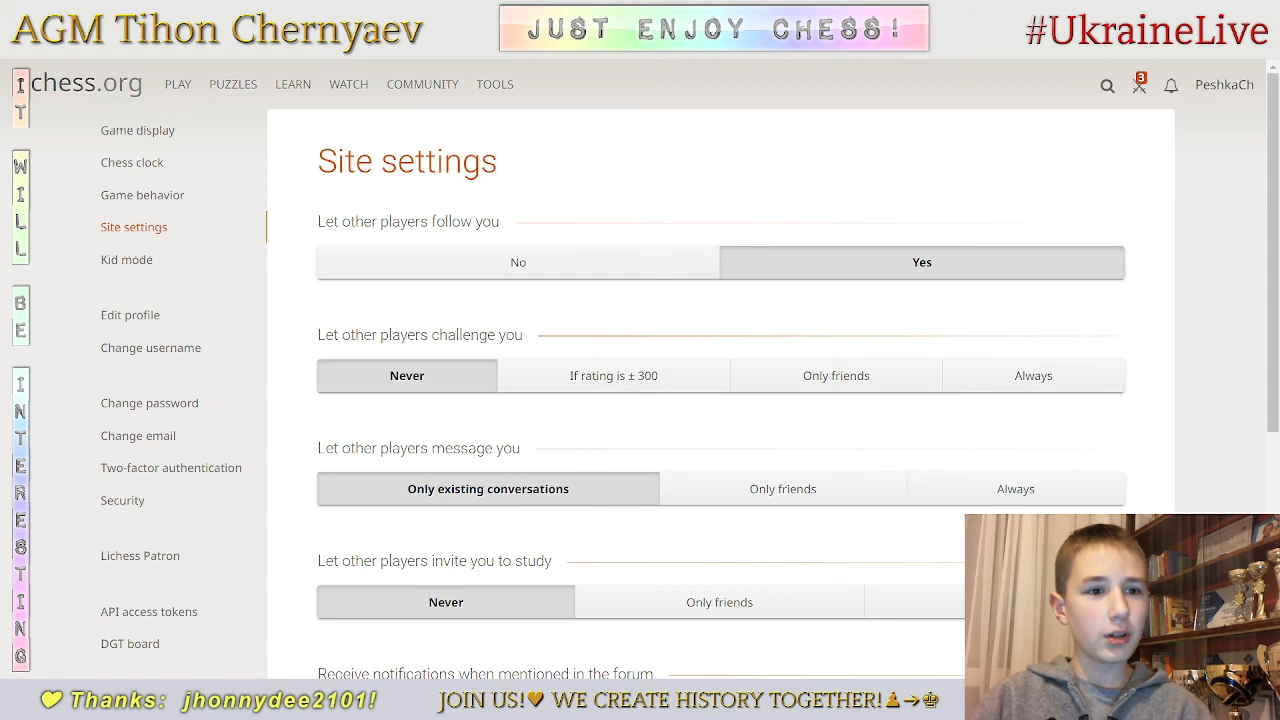 AGM Tihon Chernyaev
JUST ENJOY CHESS!
#UkraineLive
IT WILL BE INTERESTING
lichess.org
PLAY PUZZLES LEARN WATCH COMMUNITY TOOLS
3
PeshkaCh
Game display
Chess clock
Game behavior
Site settings
Kid mode
Edit profile
Change username
Change password
Change email
Two-factor authentication
Security
Lichess Patron
API access tokens
DGT board
Site settings
Let other players follow you
No Yes
Let other players challenge you
Never If rating is ± 300 Only friends Always
Let other players message you
Only existing conversations Only friends Always
Let other players invite you to study
Never Only friends
Receive notifications when mentioned in the forum
💛 Thanks: jhonnydee2101!
JOIN US!🧡 WE CREATE HISTORY TOGETHER!♟→♚